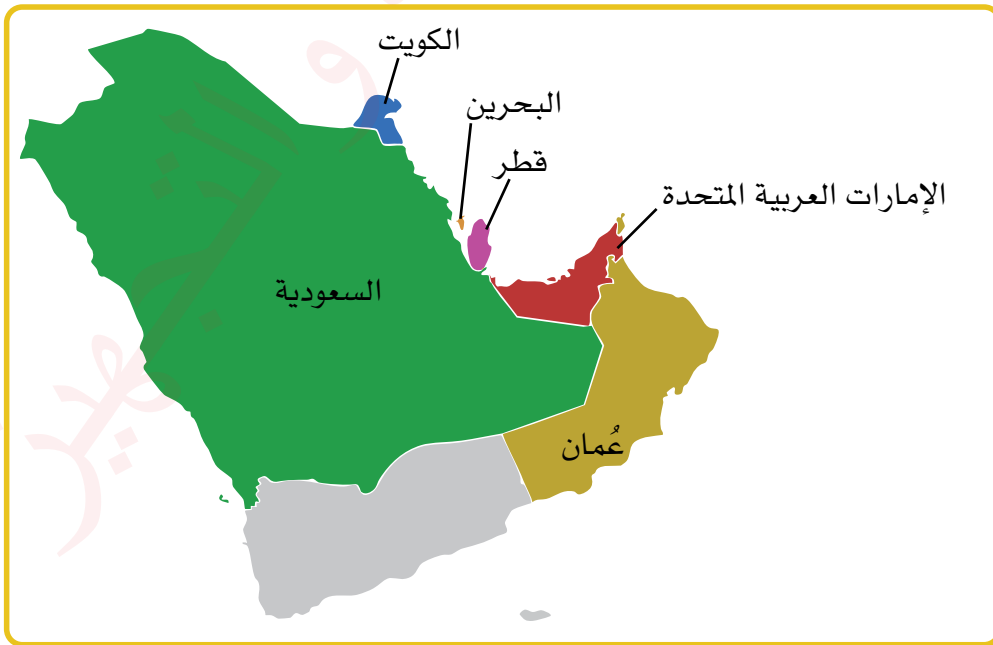 الكويت
البحرين
قطر
الإمارات العربية المتحدة
السعودية
عُمان